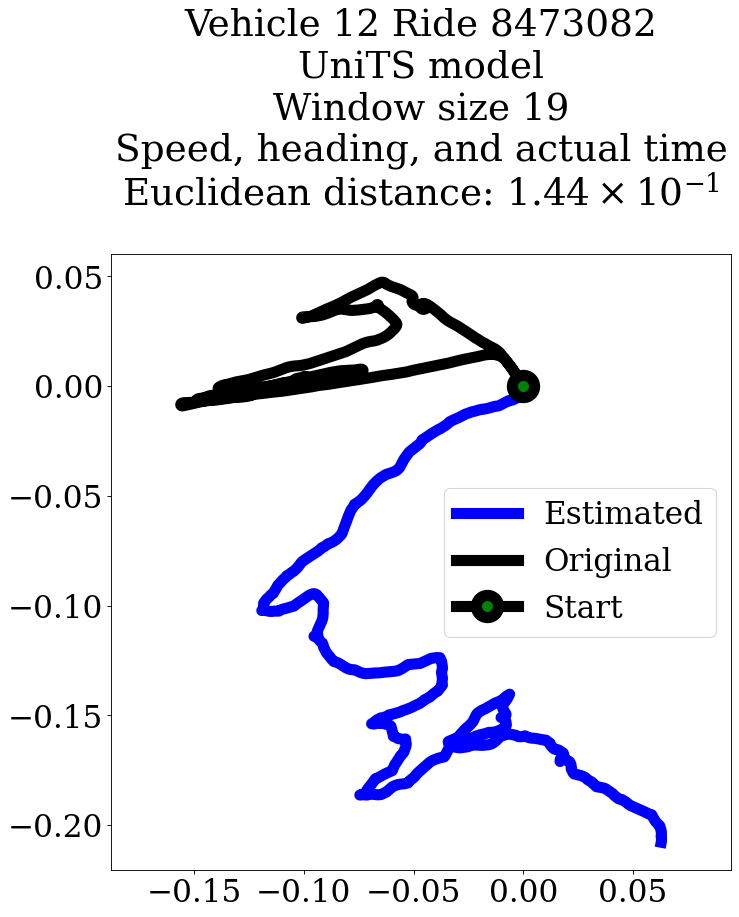 Vehicle 12 Ride 8473082
UniTS model
Window size 19
Speed, heading, and actual time
Euclidean distance: 1.44 × 10⁻¹
0.05
0.00
−0.05
−0.10
−0.15
−0.20
Estimated
Original
Start
−0.15 −0.10 −0.05 0.00 0.05